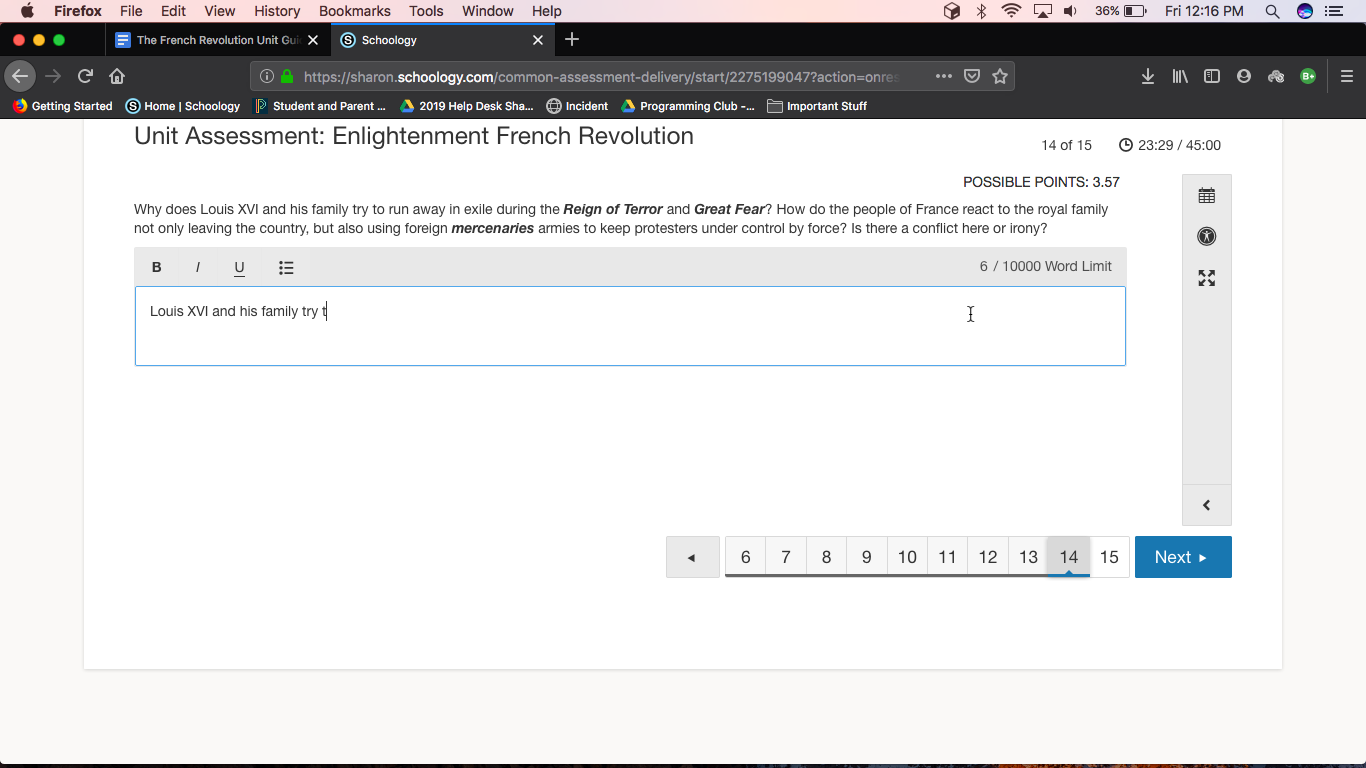 Firefox File Edit View History Bookmarks Tools Window Help 36% Fri 12:16 PM
The French Revolution Unit Gui Schoology
https://sharon.schoology.com/common-assessment-delivery/start/2275199047?action=onres
Getting Started Home | Schoology Student and Parent ... 2019 Help Desk Sha... Incident Programming Club -... Important Stuff
Unit Assessment: Enlightenment French Revolution
14 of 15 23:29 / 45:00
POSSIBLE POINTS: 3.57
Why does Louis XVI and his family try to run away in exile during the Reign of Terror and Great Fear? How do the people of France react to the royal family
not only leaving the country, but also using foreign mercenaries armies to keep protesters under control by force? Is there a conflict here or irony?
B I U 6 / 10000 Word Limit
Louis XVI and his family try t
6 7 8 9 10 11 12 13 14 15 Next